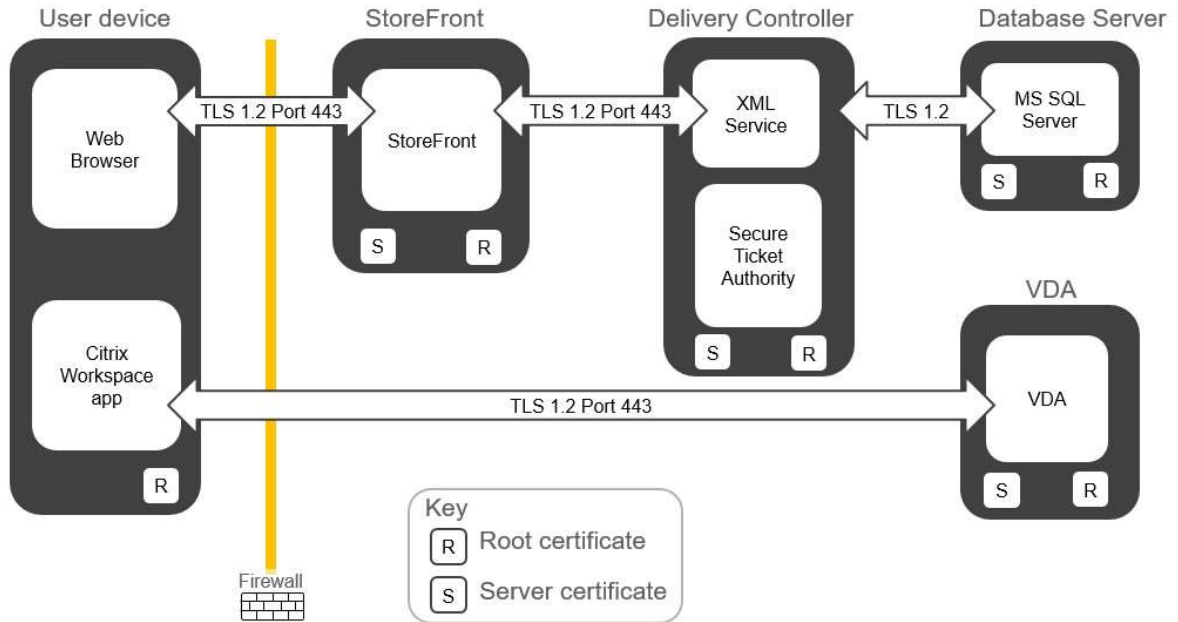 User device
StoreFront
Delivery Controller
Database Server
Web
Browser
TLS 1.2 Port 443
StoreFront
TLS 1.2 Port 443
XML
Service
TLS 1.2
MS SQL
Server
S
R
S
R
Secure
Ticket
Authority
S
R
VDA
Citrix
Workspace
app
TLS 1.2 Port 443
VDA
R
S
R
Key
R
Root certificate
S
Server certificate
Firewall